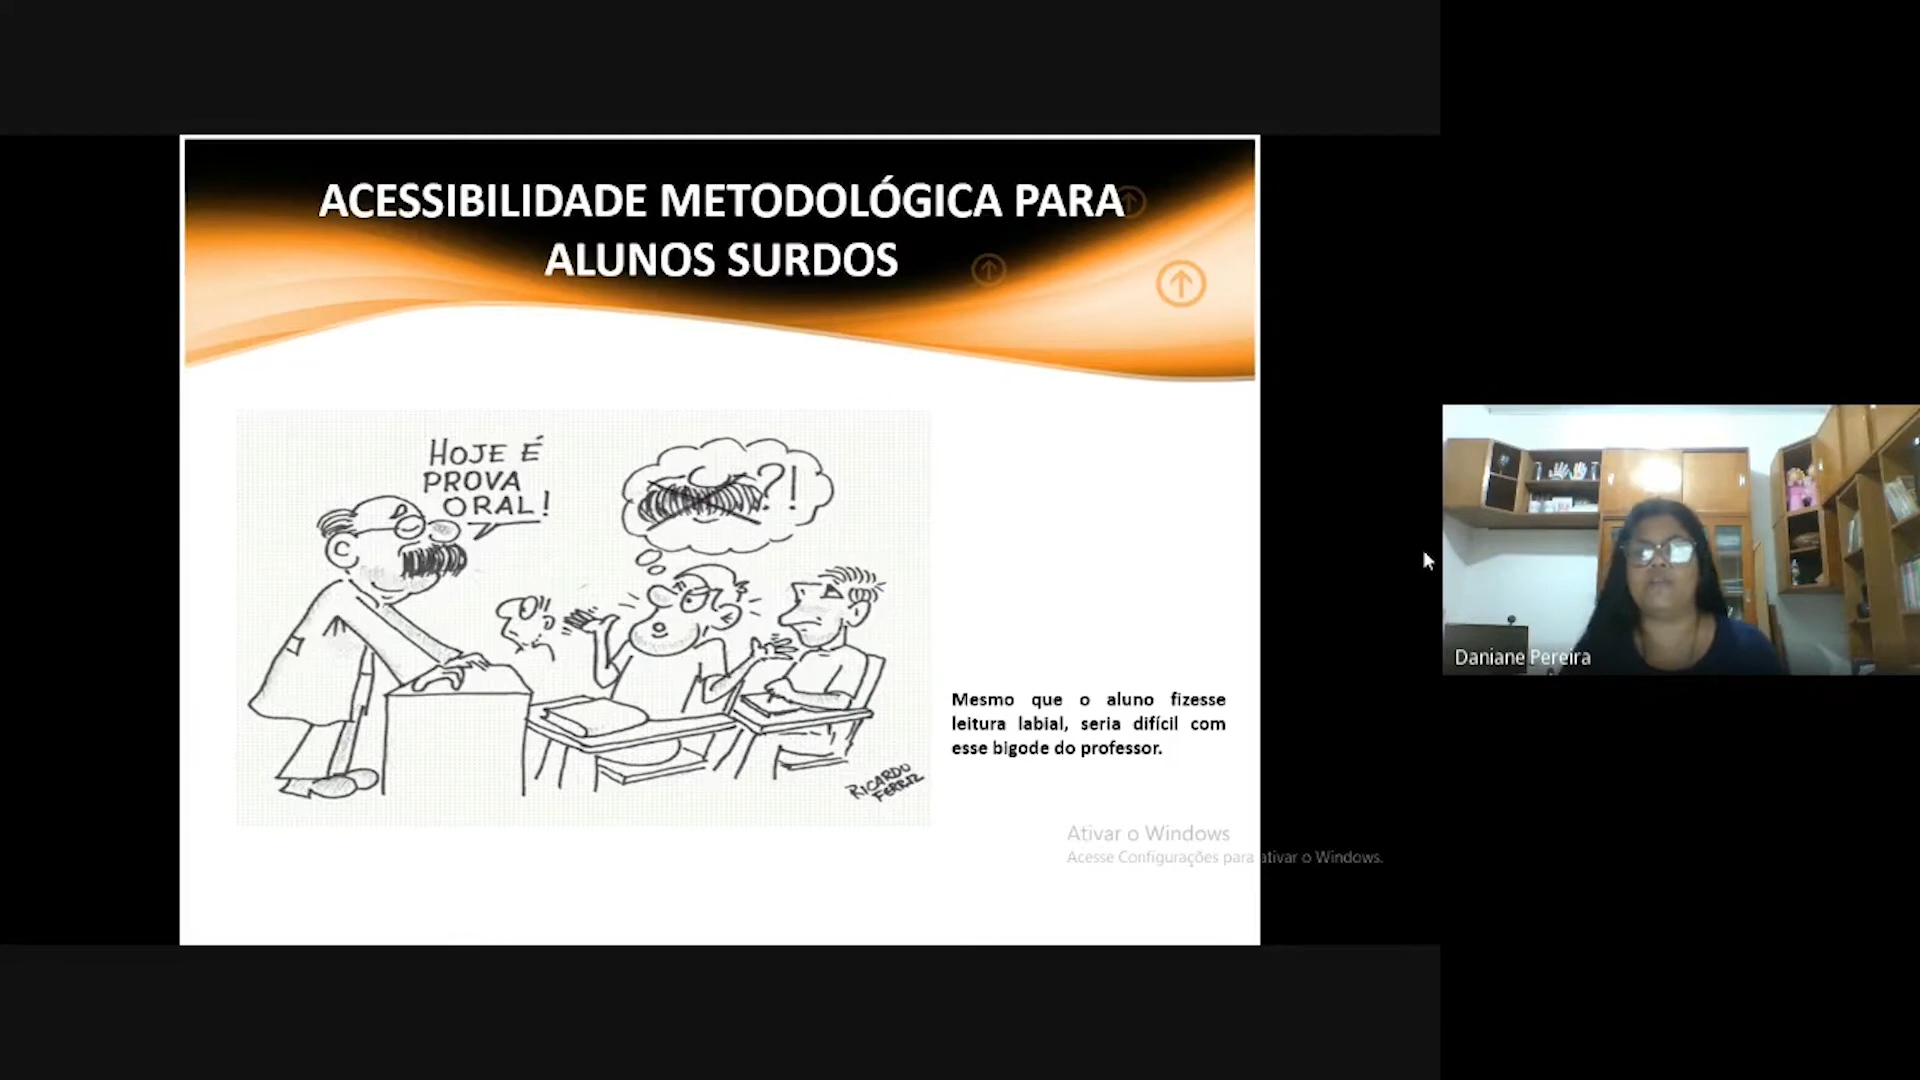 ACESSIBILIDADE METODOLÓGICA PARA
ALUNOS SURDOS
HOJE É
PROVA
ORAL!
?!
RICARDO
FERRAZ
Mesmo que o aluno fizesse
leitura labial, seria difícil com
esse bigode do professor.
Ativar o Windows
Acesse Configurações para ativar o Windows.
Daniane Pereira